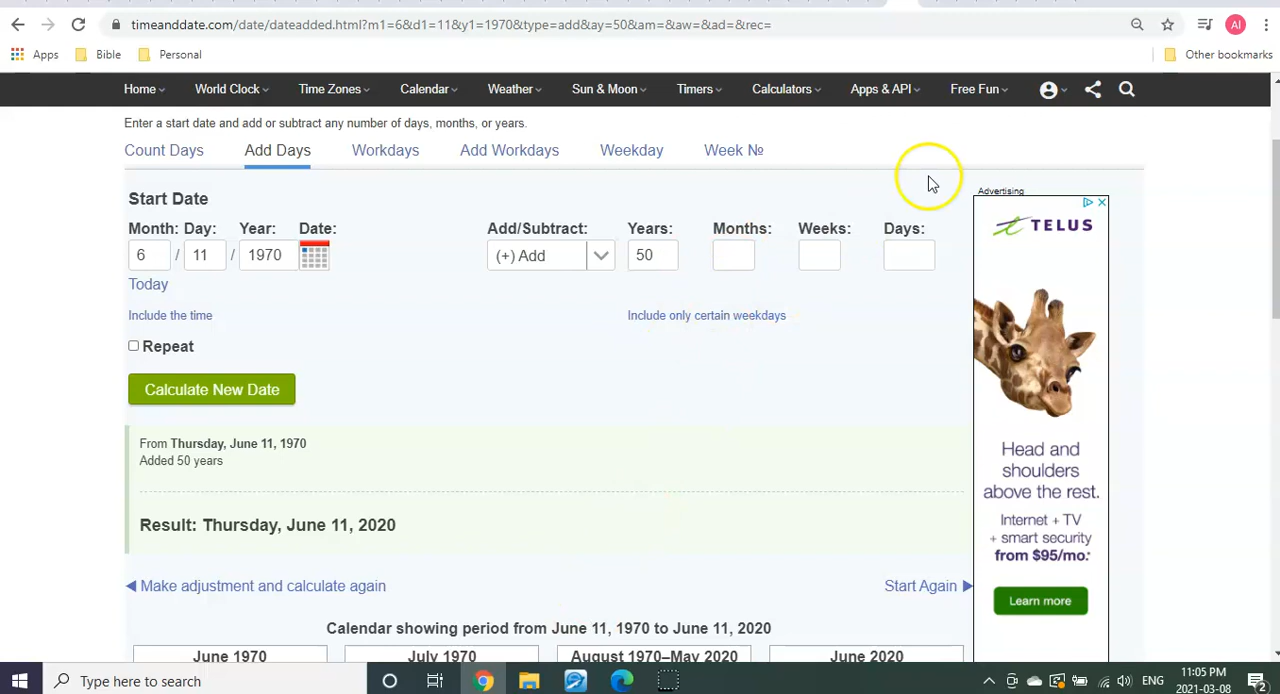 timeanddate.com/date/dateadded.html?m1=6&d1=11&y1=1970&type=add&ay=50&am=&aw=&ad=&rec=
AI
Apps Bible Personal Other bookmarks
Home World Clock Time Zones Calendar Weather Sun & Moon Timers Calculators Apps & API Free Fun
Enter a start date and add or subtract any number of days, months, or years.
Count Days Add Days Workdays Add Workdays Weekday Week №
Advertising
Start Date
Month: Day: Year: Date: Add/Subtract: Years: Months: Weeks: Days:
6 / 11 / 1970 (+) Add 50
Today
Include the time Include only certain weekdays
Repeat
Calculate New Date
From Thursday, June 11, 1970
Added 50 years
Result: Thursday, June 11, 2020
Make adjustment and calculate again Start Again
Calendar showing period from June 11, 1970 to June 11, 2020
June 1970 July 1970 August 1970–May 2020 June 2020
TELUS
Head and
shoulders
above the rest.
Internet + TV
+ smart security
from $95/mo.*
Learn more
Type here to search
ENG
11:05 PM
2021-03-08
2